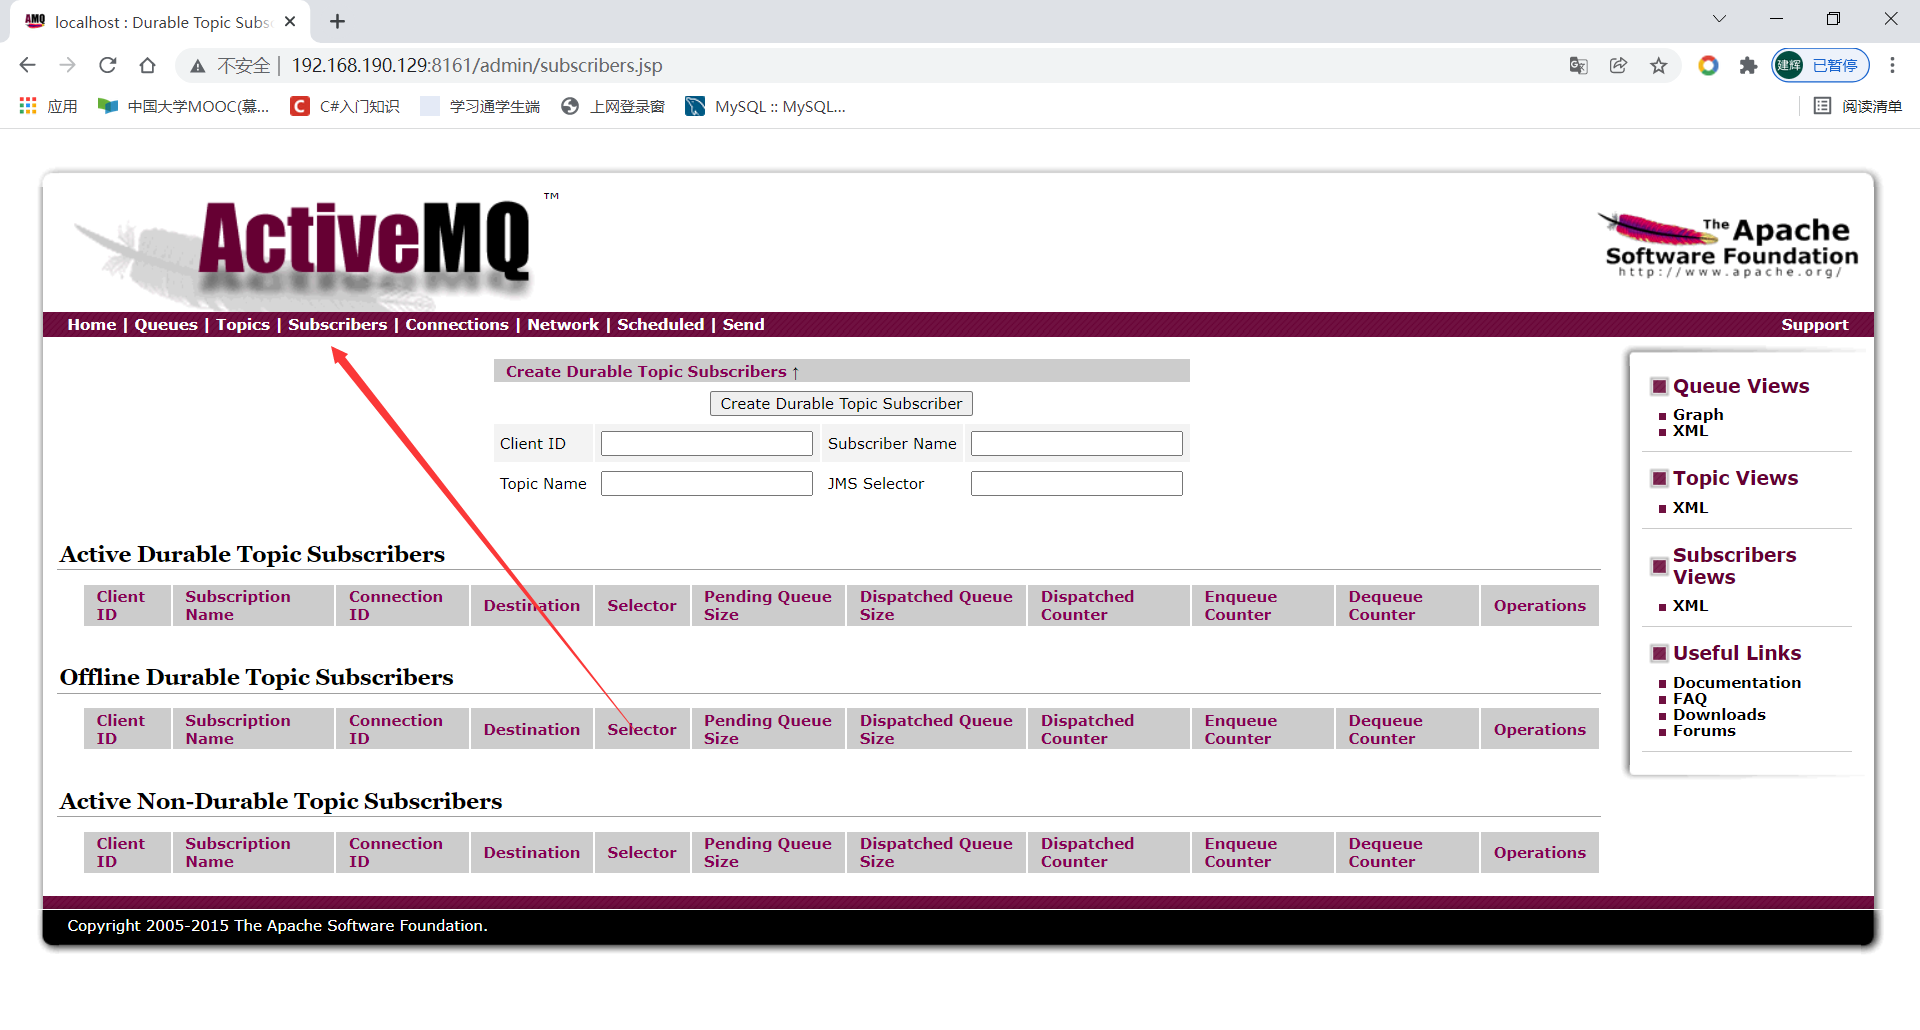 localhost : Durable Topic Subs
不安全 | 192.168.190.129:8161/admin/subscribers.jsp
建辉 已暂停
应用 中国大学MOOC(慕... C#入门知识 学习通学生端 上网登录窗 MySQL :: MySQL... 阅读清单
ActiveMQ ™
The Apache
Software Foundation
http://www.apache.org/
Home | Queues | Topics | Subscribers | Connections | Network | Scheduled | Send
Support
Create Durable Topic Subscribers ↑
Create Durable Topic Subscriber
Client ID Subscriber Name
Topic Name JMS Selector
Active Durable Topic Subscribers
Client ID Subscription Name Connection ID Destination Selector Pending Queue Size Dispatched Queue Size Dispatched Counter Enqueue Counter Dequeue Counter Operations
Offline Durable Topic Subscribers
Client ID Subscription Name Connection ID Destination Selector Pending Queue Size Dispatched Queue Size Dispatched Counter Enqueue Counter Dequeue Counter Operations
Active Non-Durable Topic Subscribers
Client ID Subscription Name Connection ID Destination Selector Pending Queue Size Dispatched Queue Size Dispatched Counter Enqueue Counter Dequeue Counter Operations
Queue Views
Graph
XML
Topic Views
XML
Subscribers
Views
XML
Useful Links
Documentation
FAQ
Downloads
Forums
Copyright 2005-2015 The Apache Software Foundation.